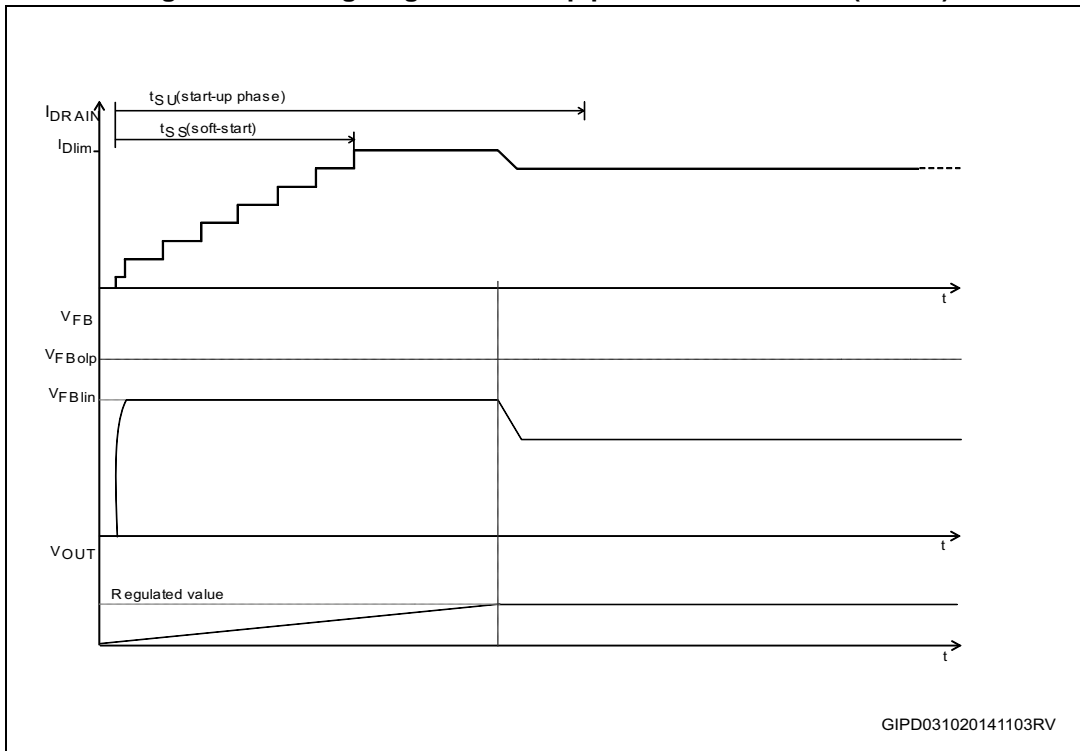 tSU(start-up phase)
IDRAIN
tSS(soft-start)
IDlim
t
VFB
VFBolp
VFBlin
t
VOUT
Regulated value
t
GIPD031020141103RV